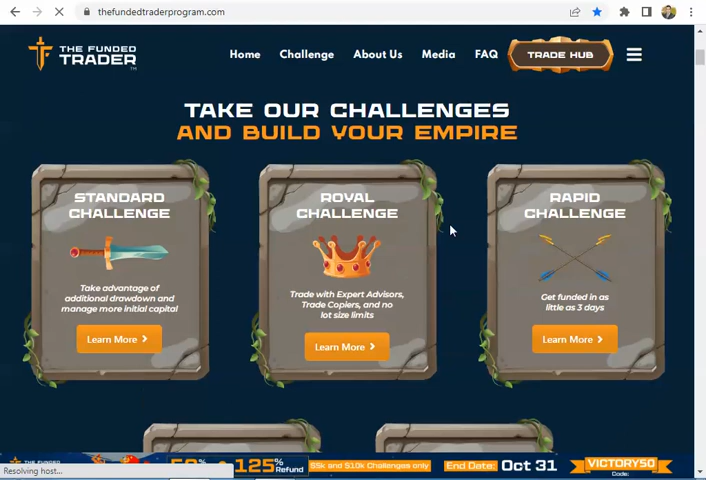 thefundedtraderprogram.com
THE FUNDED
TRADER
Home
Challenge
About Us
Media
FAQ
TRADE HUB
TAKE OUR CHALLENGES
AND BUILD YOUR EMPIRE
STANDARD
CHALLENGE
Take advantage of
additional drawdown and
manage more initial capital
Learn More
ROYAL
CHALLENGE
Trade with Expert Advisors,
Trade Copiers, and no
lot size limits
Learn More
RAPID
CHALLENGE
Get funded in as
little as 3 days
Learn More
THE FUNDED
125%
Refund
$5k and $10k Challenges only
End Date: Oct 31
VICTORY50
Code:
Resolving host...